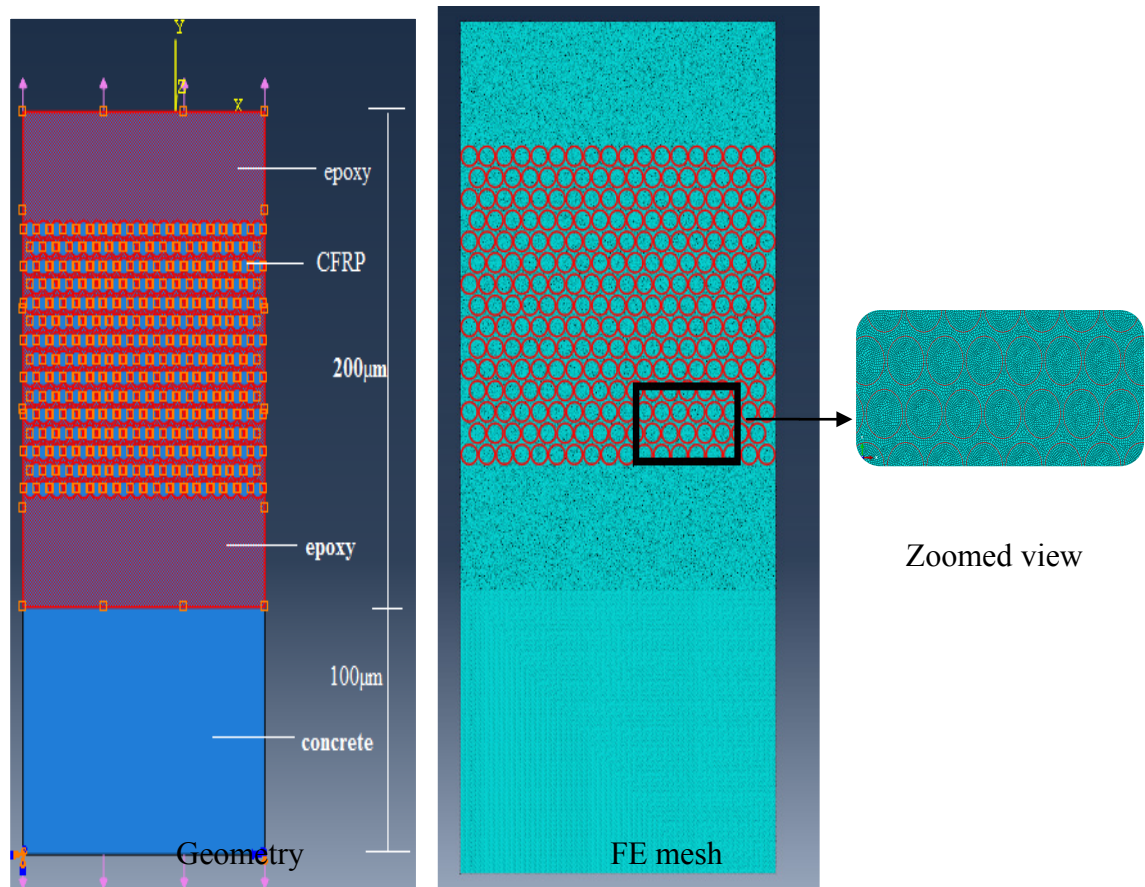 Y
Z
X
epoxy
CFRP
200μm
epoxy
100μm
concrete
Geometry
FE mesh
Zoomed view